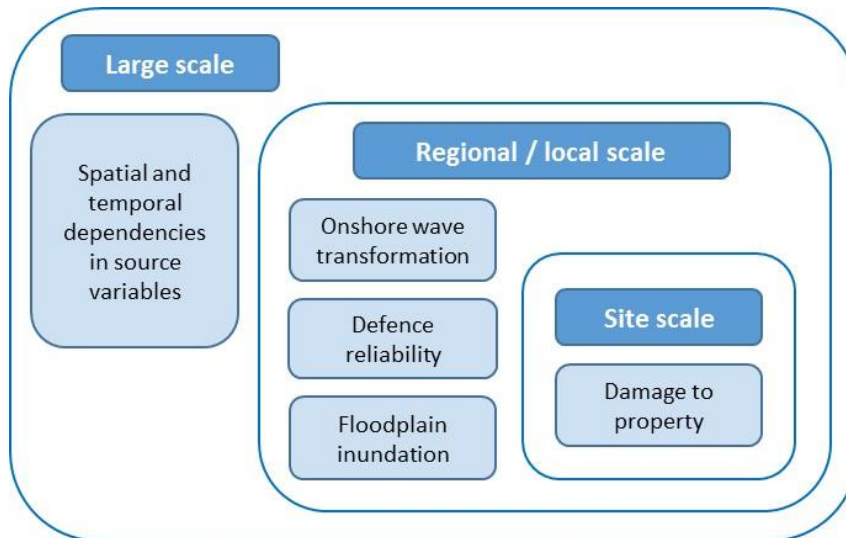 Large scale
Spatial and
temporal
dependencies
in source
variables
Regional / local scale
Onshore wave
transformation
Defence
reliability
Floodplain
inundation
Site scale
Damage to
property